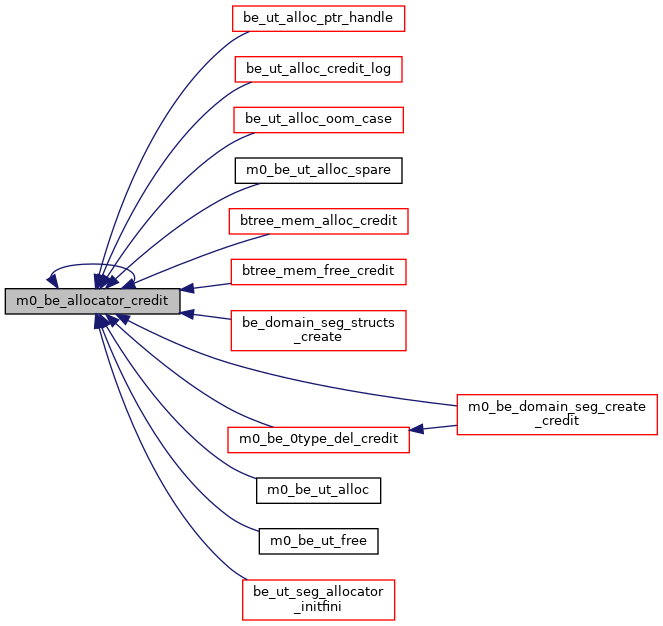 be_ut_alloc_ptr_handle
be_ut_alloc_credit_log
be_ut_alloc_oom_case
m0_be_ut_alloc_spare
btree_mem_alloc_credit
btree_mem_free_credit
m0_be_allocator_credit
be_domain_seg_structs
_create
m0_be_domain_seg_create
_credit
m0_be_0type_del_credit
m0_be_ut_alloc
m0_be_ut_free
be_ut_seg_allocator
_initfini